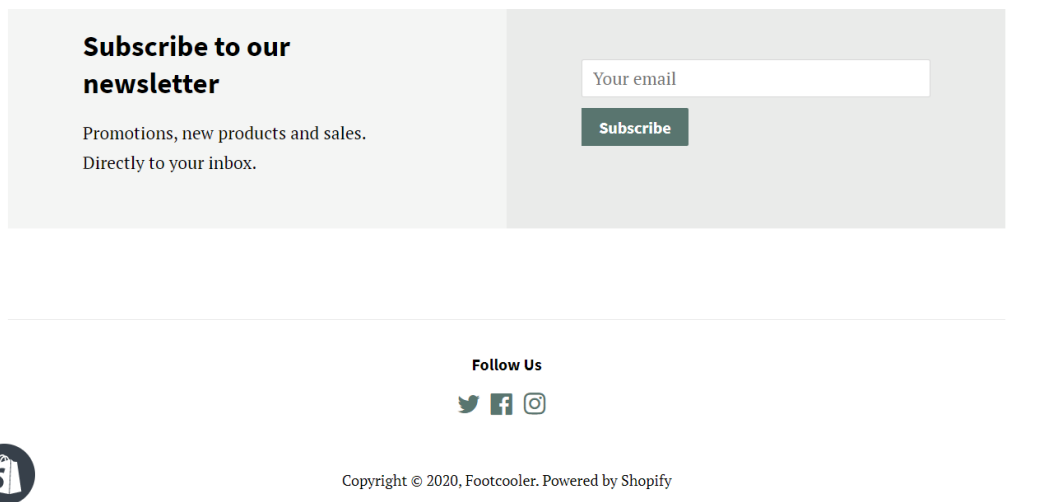 Subscribe to our
newsletter
Promotions, new products and sales.
Directly to your inbox.
Your email
Subscribe
Follow Us
Copyright © 2020, Footcooler. Powered by Shopify